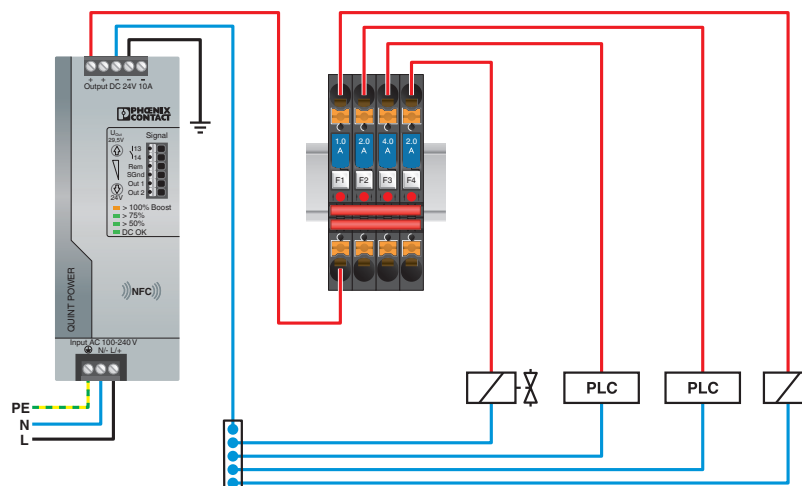 + + − − −
Output DC 24V 10A
PHŒNIX
CONTACT
UOut
29,5V
Signal
13
14
Rem
SGnd
Out 1
Out 2
24V
> 100% Boost
> 75%
> 50%
DC OK
QUINT POWER
NFC
Input AC 100-240 V
N/- L/+
PE
N
L
1.0
A
2.0
A
4.0
A
2.0
A
F1
F2
F3
F4
PLC
PLC